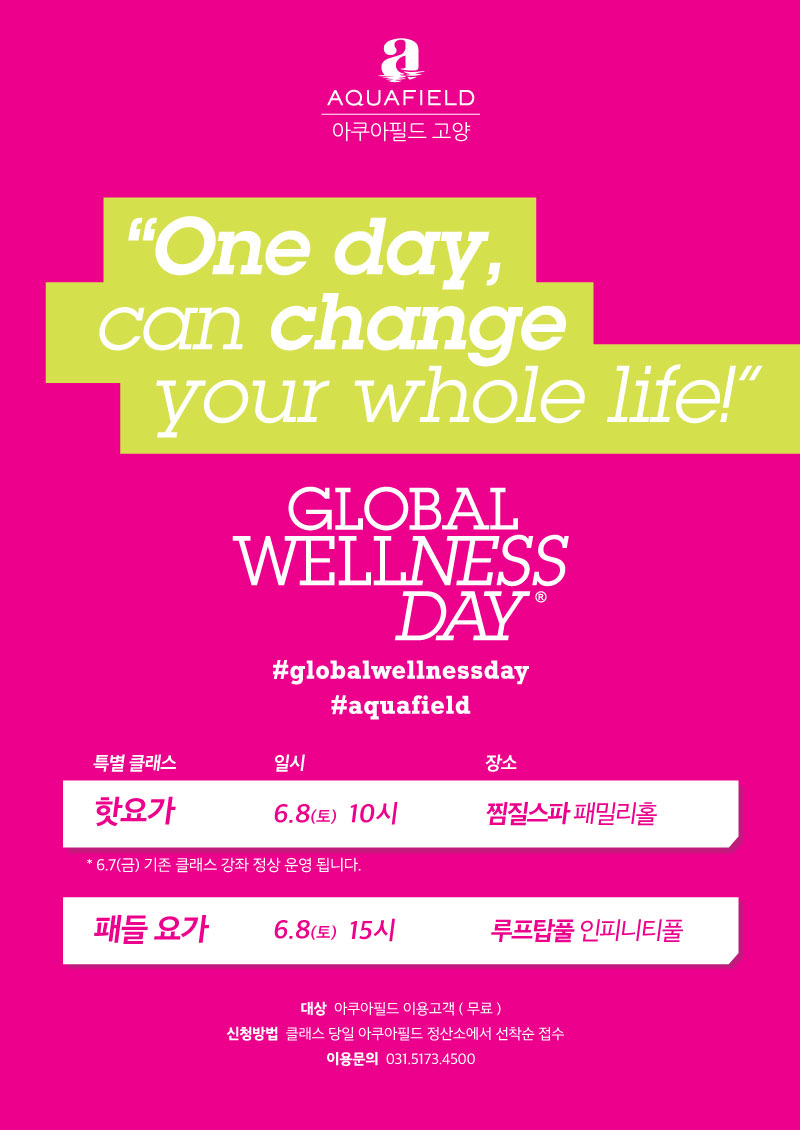 a
AQUAFIELD
아쿠아필드 고양
“One day,
can change
your whole life!”
GLOBAL
WELLNESS
DAY®
#globalwellnessday
#aquafield
특별 클래스 일시 장소
핫요가 6.8(토) 10시 찜질스파 패밀리홀
* 6.7(금) 기존 클래스 강좌 정상 운영 됩니다.
패들 요가 6.8(토) 15시 루프탑풀 인피니티풀
대상 아쿠아필드 이용고객 ( 무료 )
신청방법 클래스 당일 아쿠아필드 정산소에서 선착순 접수
이용문의 031.5173.4500